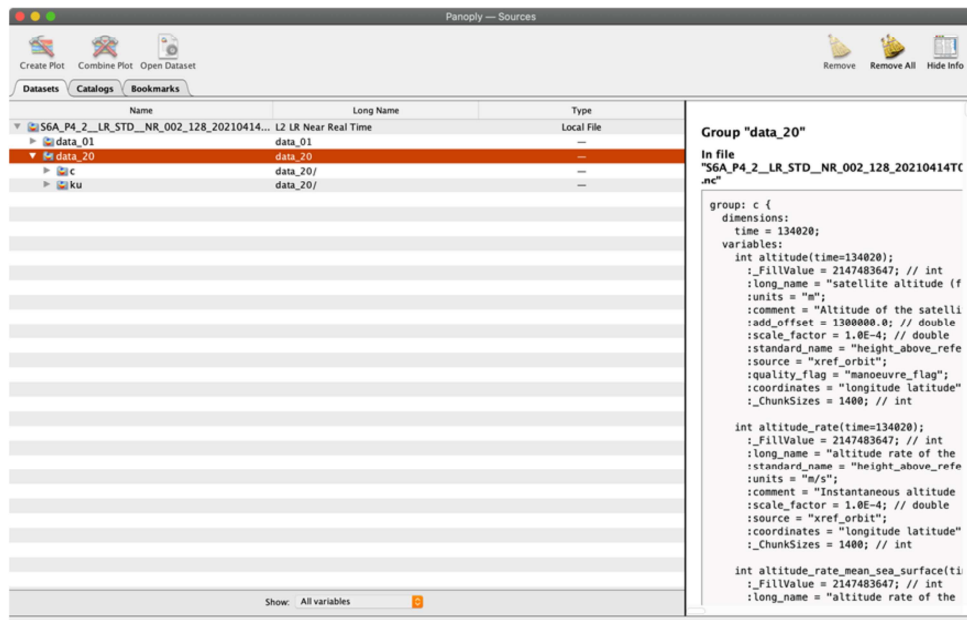 Panoply — Sources
Create Plot Combine Plot Open Dataset Remove Remove All Hide Info
Datasets Catalogs Bookmarks
Name Long Name Type
S6A_P4_2__LR_STD__NR_002_128_20210414... L2 LR Near Real Time Local File
data_01 data_01 —
data_20 data_20 —
c data_20/ —
ku data_20/ —
Show: All variables
Group "data_20"
In file
"S6A_P4_2__LR_STD__NR_002_128_20210414T0
.nc"
group: c {
dimensions:
time = 134020;
variables:
int altitude(time=134020);
:_FillValue = 2147483647; // int
:long_name = "satellite altitude (f
:units = "m";
:comment = "Altitude of the satelli
:add_offset = 1300000.0; // double
:scale_factor = 1.0E-4; // double
:standard_name = "height_above_refe
:source = "xref_orbit";
:quality_flag = "manoeuvre_flag";
:coordinates = "longitude latitude"
:_ChunkSizes = 1400; // int
int altitude_rate(time=134020);
:_FillValue = 2147483647; // int
:long_name = "altitude rate of the
:standard_name = "height_above_refe
:units = "m/s";
:comment = "Instantaneous altitude
:scale_factor = 1.0E-4; // double
:source = "xref_orbit";
:coordinates = "longitude latitude"
:_ChunkSizes = 1400; // int
int altitude_rate_mean_sea_surface(ti
:_FillValue = 2147483647; // int
:long_name = "altitude rate of the